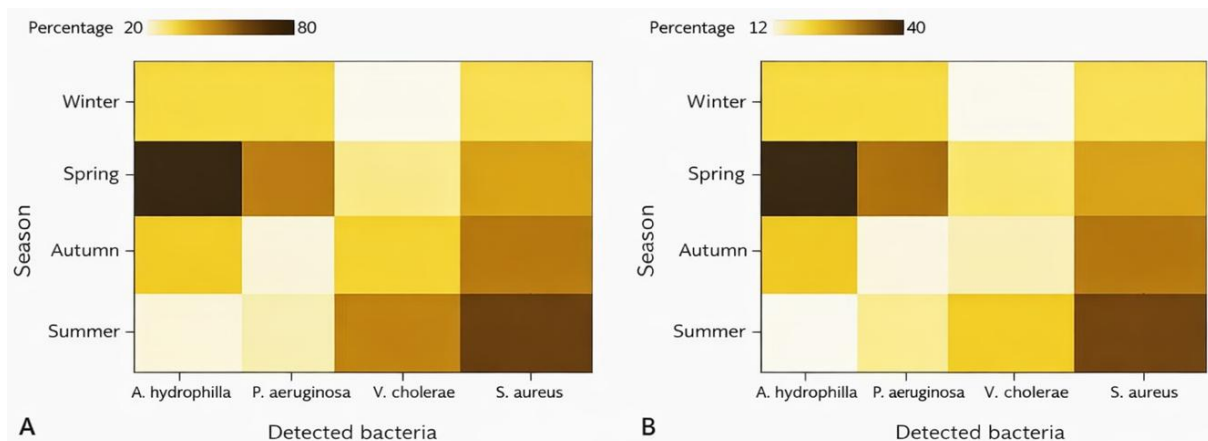 Percentage 20 80
Season
Winter
Spring
Autumn
Summer
A. hydrophilla P. aeruginosa V. cholerae S. aureus
A
Detected bacteria
Percentage 12 40
Season
Winter
Spring
Autumn
Summer
A. hydrophilla P. aeruginosa V. cholerae S. aureus
B
Detected bacteria